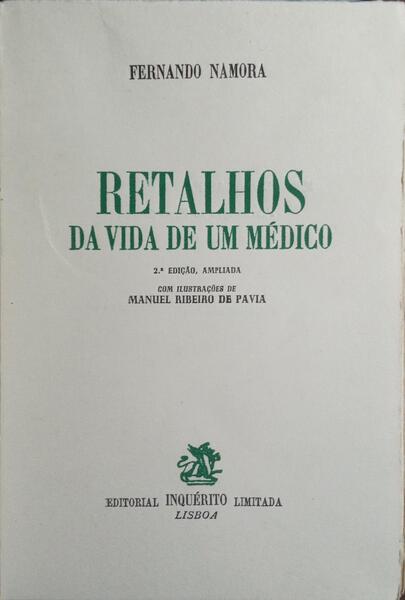 FERNANDO NAMORA
RETALHOS
DA VIDA DE UM MÉDICO
2.ª EDIÇÃO, AMPLIADA
COM ILUSTRAÇÕES DE
MANUEL RIBEIRO DE PAVIA
EDITORIAL INQUÉRITO LIMITADA
LISBOA